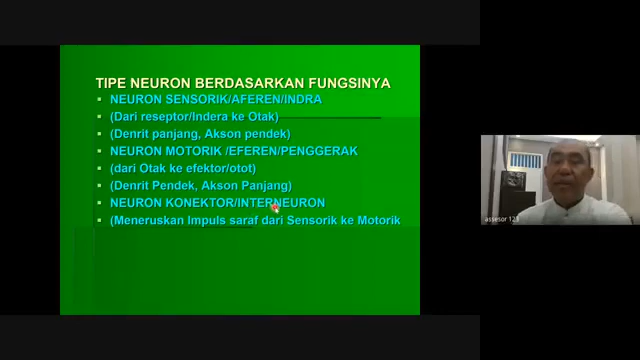 TIPE NEURON BERDASARKAN FUNGSINYA
NEURON SENSORIK/AFEREN/INDRA
(Dari reseptor/Indera ke Otak)
(Denrit panjang, Akson pendek)
NEURON MOTORIK /EFEREN/PENGGERAK
(dari Otak ke efektor/otot)
(Denrit Pendek, Akson Panjang)
NEURON KONEKTOR/INTERNEURON
(Meneruskan Impuls saraf dari Sensorik ke Motorik
assesor 123